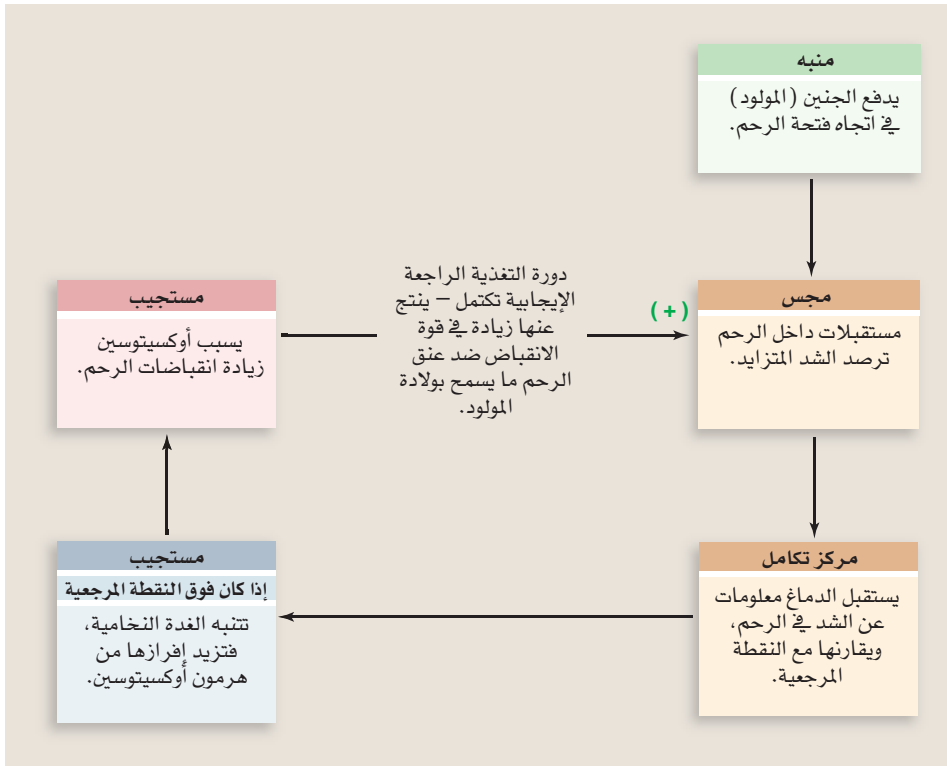 منبه
يدفع الجنين (المولود)
في اتجاه فتحة الرحم.
مجس
مستقبلات داخل الرحم
ترصد الشد المتزايد.
مركز تكامل
يستقبل الدماغ معلومات
عن الشد في الرحم،
ويقارنها مع النقطة
المرجعية.
مستجيب
إذا كان فوق النقطة المرجعية
تتنبه الغدة النخامية،
فتزيد إفرازها من
هرمون أوكسيتوسين.
مستجيب
يسبب أوكسيتوسين
زيادة انقباضات الرحم.
دورة التغذية الراجعة
الإيجابية تكتمل – ينتج
عنها زيادة في قوة
الانقباض ضد عنق
الرحم ما يسمح بولادة
المولود.
(+)